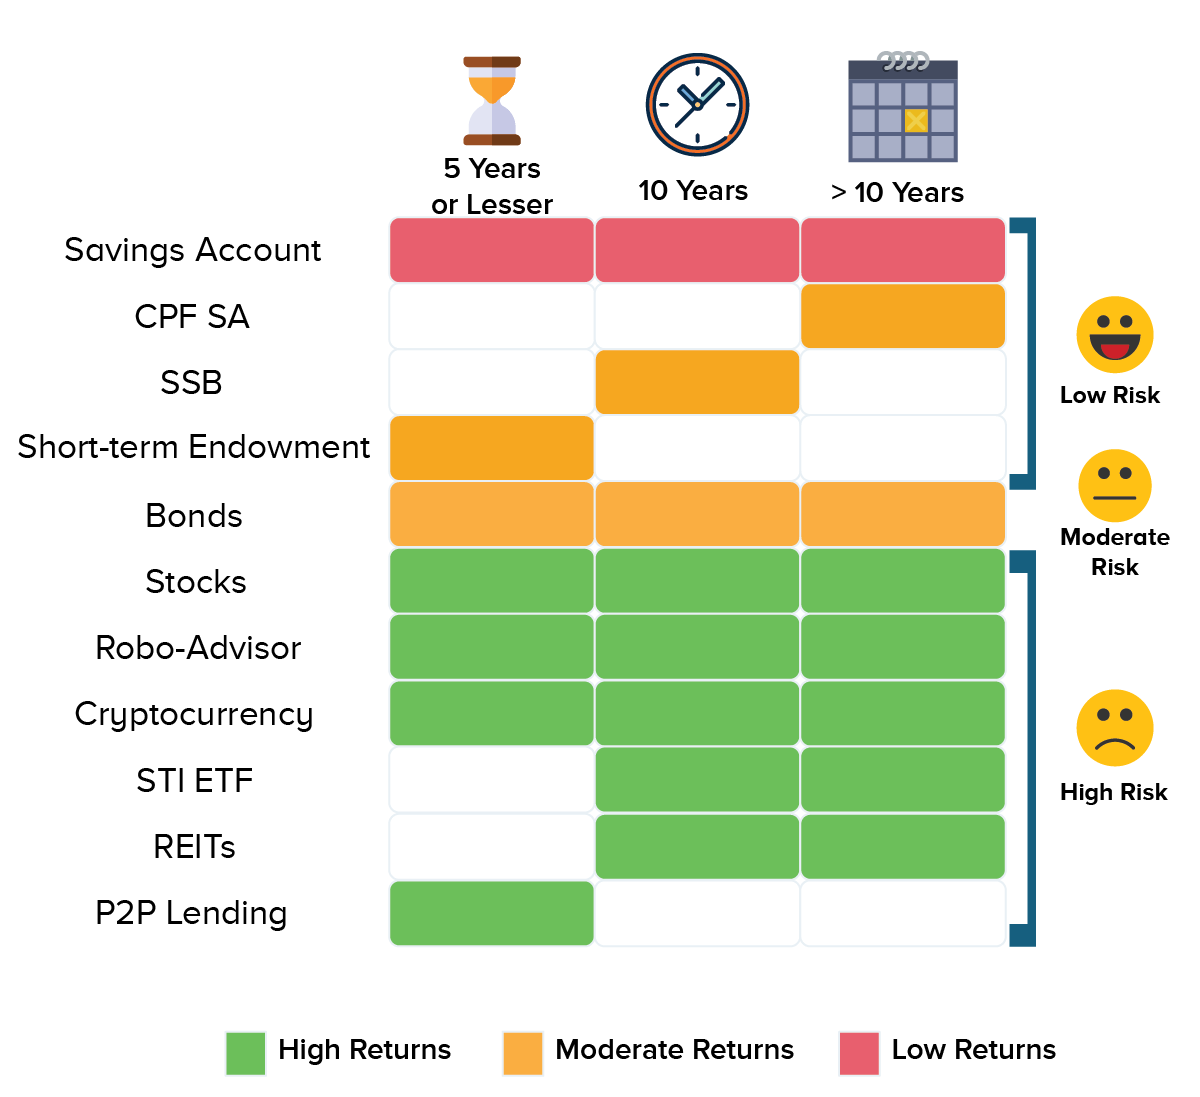 5 Years
or Lesser
10 Years
> 10 Years
Savings Account
CPF SA
SSB
Short-term Endowment
Bonds
Stocks
Robo-Advisor
Cryptocurrency
STI ETF
REITs
P2P Lending
Low Risk
Moderate
Risk
High Risk
High Returns
Moderate Returns
Low Returns